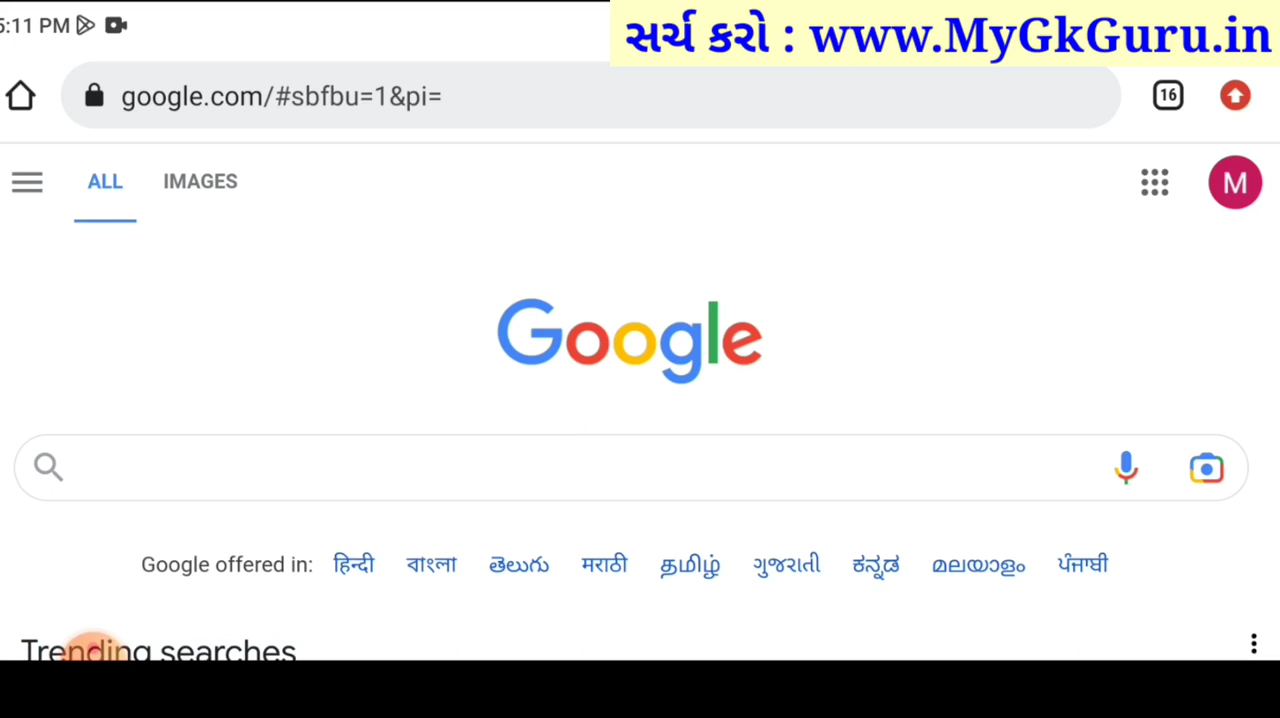 5:11 PM
સર્ચ કરો : www.MyGkGuru.in
google.com/#sbfbu=1&pi=
16
ALL IMAGES
M
Google
Google offered in: हिन्दी বাংলা తెలుగు मराठी தமிழ் ગુજરાતી ಕನ್ನಡ മലയാളം ਪੰਜਾਬੀ
Trending searches